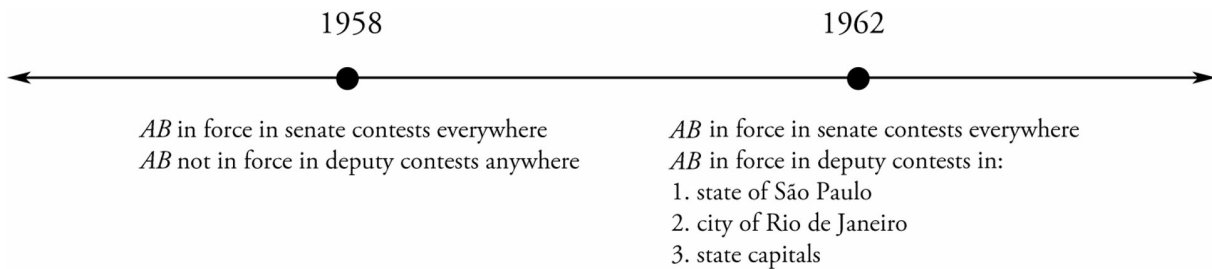 1958
1962
AB in force in senate contests everywhere
AB not in force in deputy contests anywhere
AB in force in senate contests everywhere
AB in force in deputy contests in:
1. state of São Paulo
2. city of Rio de Janeiro
3. state capitals